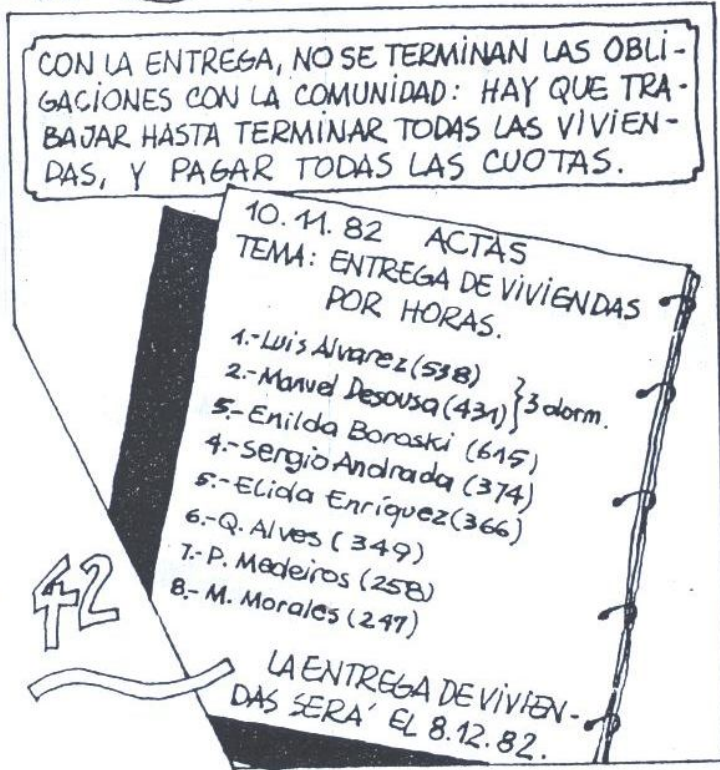 CON LA ENTREGA, NO SE TERMINAN LAS OBLI-
GACIONES CON LA COMUNIDAD: HAY QUE TRA-
BAJAR HASTA TERMINAR TODAS LAS VIVIEN-
DAS, Y PAGAR TODAS LAS CUOTAS.
10.11.82 ACTAS
TEMA: ENTREGA DE VIVIENDAS
POR HORAS.
1.-Luis Alvarez (538)
2.-Manuel Desousa (431) } 3 dorm.
5.-Enilda Boroski (615)
4.-Sergio Andrada (374)
5.-Elida Enríquez (366)
6.-Q. Alves (349)
7.-P. Medeiros (258)
8.-M. Morales (247)
LA ENTREGA DE VIVIEN-
DAS SERA' EL 8.12.82.
42